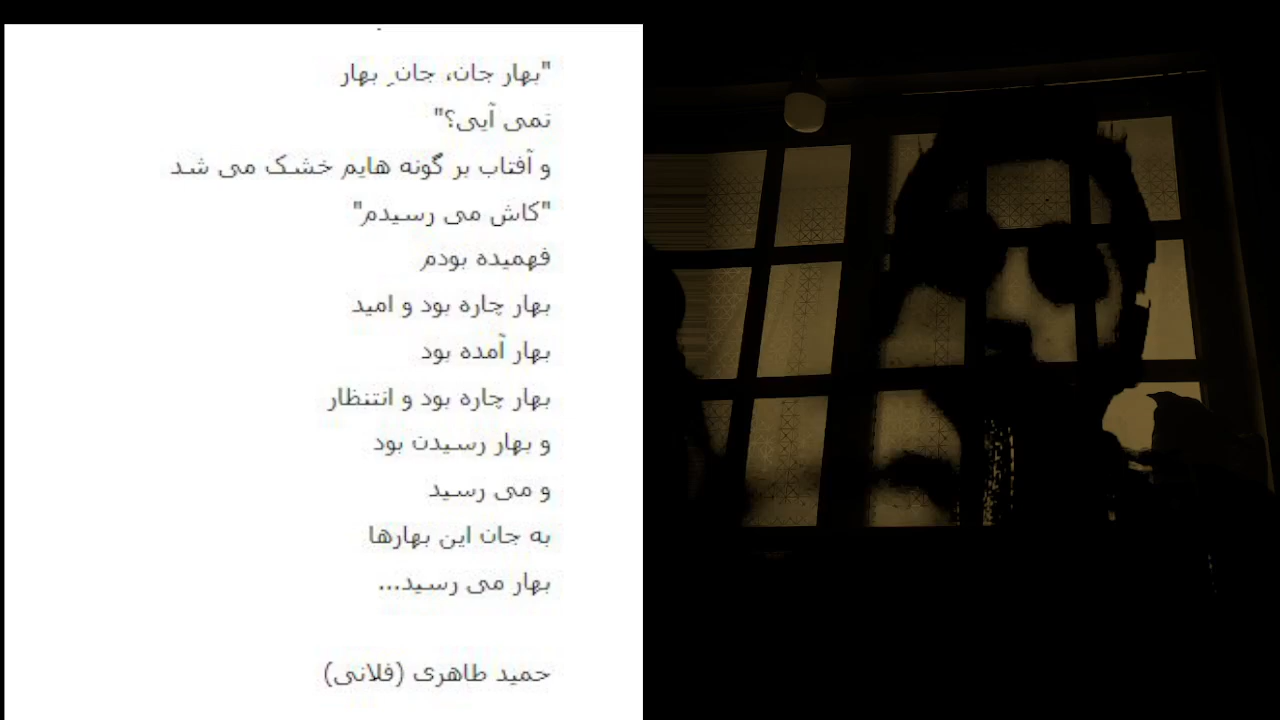 "بهار جان، جانِ بهار
نمی آیی؟"
و آفتاب بر گونه هایم خشک می شد
"کاش می رسیدم"
فهمیده بودم
بهار چاره بود و امید
بهار آمده بود
بهار چاره بود و انتنظار
و بهار رسیدن بود
و می رسید
به جان این بهارها
بهار می رسید...
حمید طاهری (فلانی)